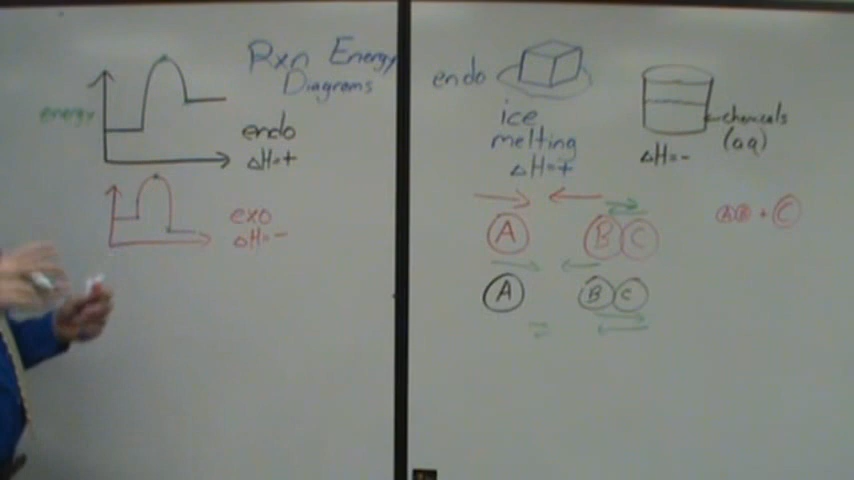 Rxn Energy
Diagrams
energy
endo
ΔH=+
exo
ΔH=-
endo
ice
melting
ΔH=+
chemicals
(aq)
ΔH=-
A B C
AB + C
A B C